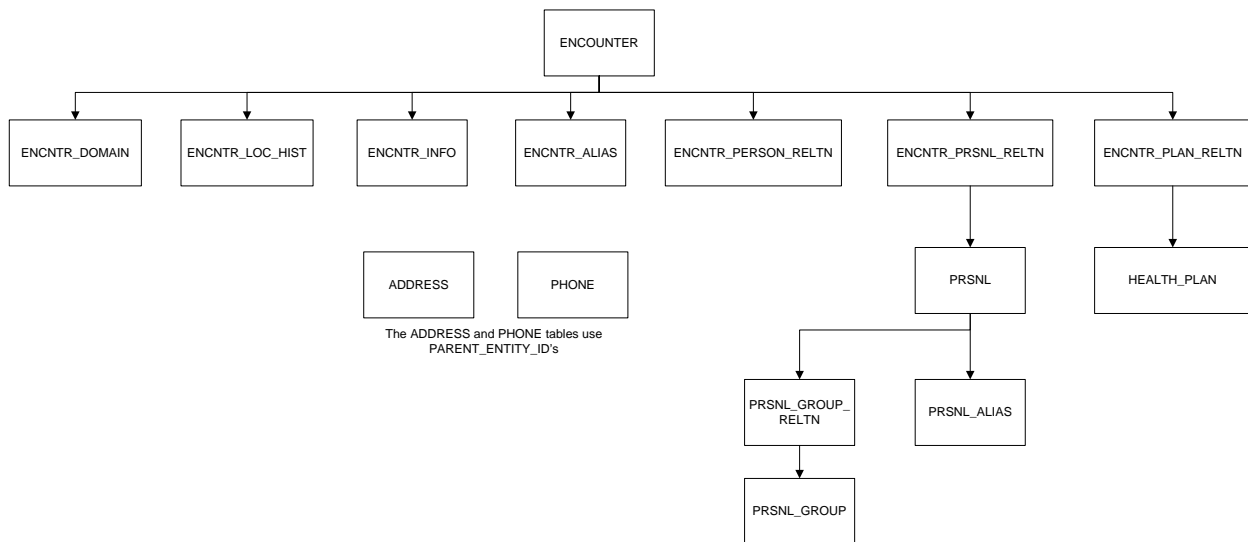 ENCOUNTER
ENCNTR_DOMAIN
ENCNTR_LOC_HIST
ENCNTR_INFO
ENCNTR_ALIAS
ENCNTR_PERSON_RELTN
ENCNTR_PRSNL_RELTN
ENCNTR_PLAN_RELTN
ADDRESS
PHONE
PRSNL
HEALTH_PLAN
The ADDRESS and PHONE tables use
PARENT_ENTITY_ID's
PRSNL_GROUP_
RELTN
PRSNL_ALIAS
PRSNL_GROUP